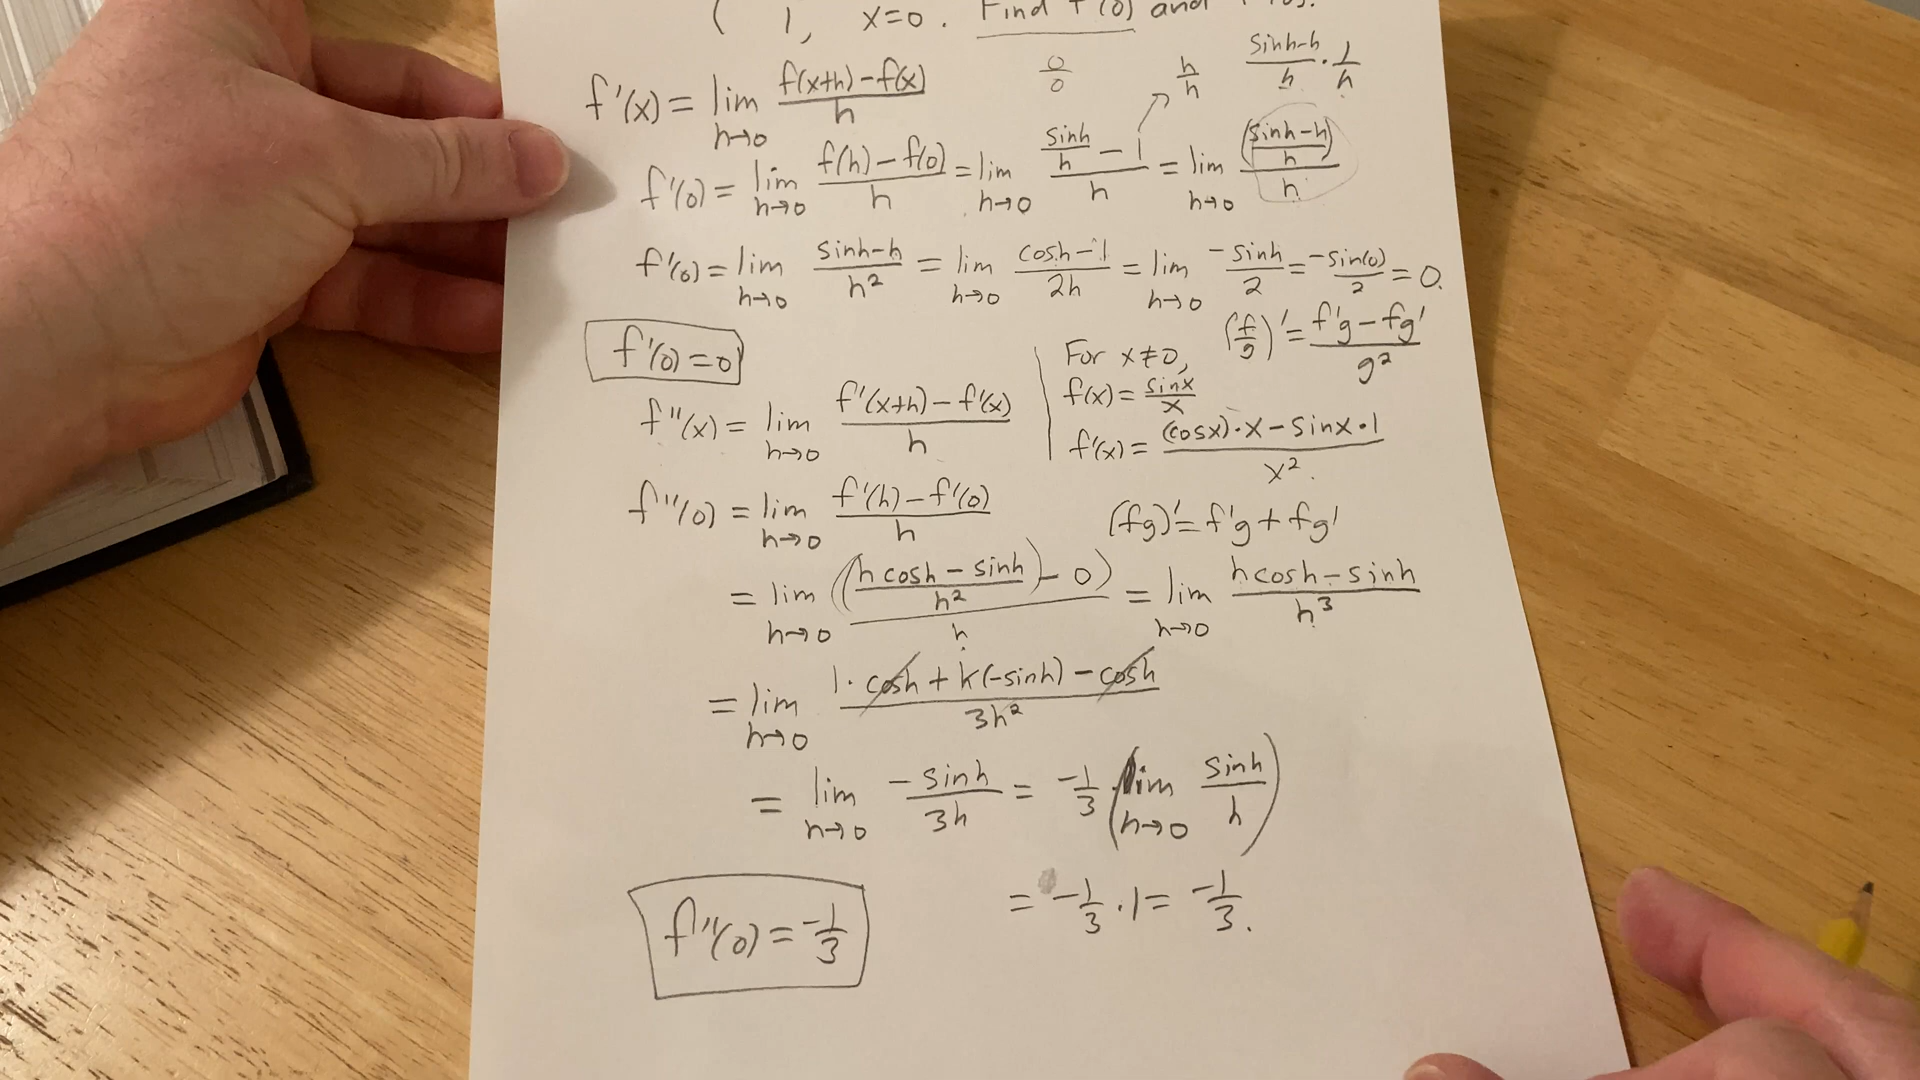 ( 1, x=0. Find f'(0) and
f'(x) = lim h→0 f(x+h)-f(x) / h
0/0
h/h
sinh-h / h · 1/h
f'(0) = lim h→0 f(h)-f(0) / h = lim h→0 (sinh/h - 1) / h = lim h→0 (sinh-h / h) / h
f'(0) = lim h→0 sinh-h / h² = lim h→0 cosh-1 / 2h = lim h→0 -sinh / 2 = -sin(0) / 2 = 0.
f'(0) = 0
For x≠0,
(f/g)' = f'g - fg' / g²
f(x) = sinx / x
f''(x) = lim h→0 f'(x+h) - f'(x) / h
f'(x) = (cosx)·x - sinx·1 / x²
f''(0) = lim h→0 f'(h) - f'(0) / h
(fg)' = f'g + fg'
= lim h→0 ((h cosh - sinh / h²) - 0) / h = lim h→0 h cosh - sinh / h³
= lim h→0 1·cosh + h(-sinh) - cosh / 3h²
= lim h→0 -sinh / 3h = -1/3 · (lim h→0 sinh / h)
= -1/3 · 1 = -1/3.
f''(0) = -1/3